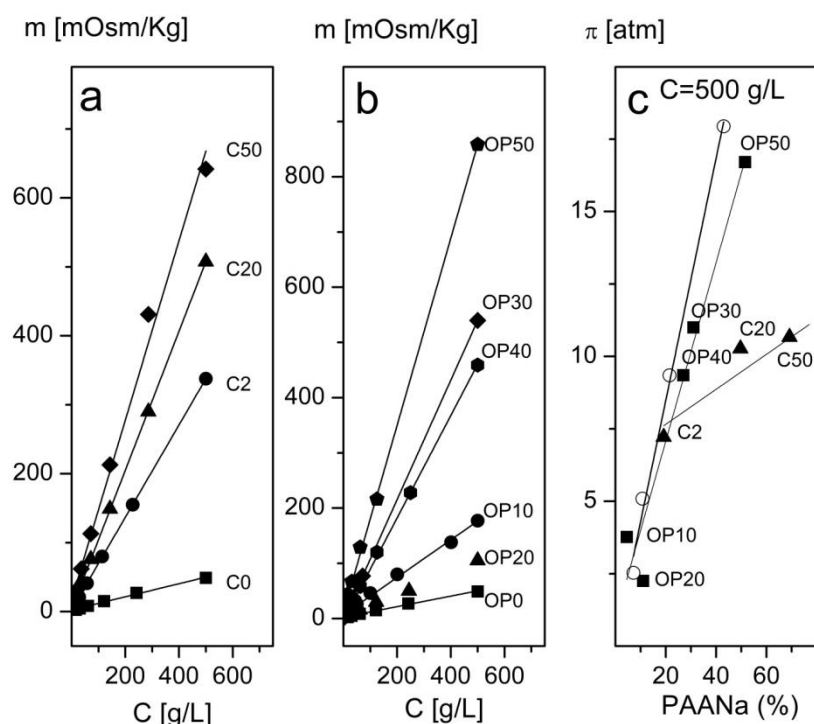 m [mOsm/Kg]
a
600
400
200
0
C50
C20
C2
C0
0 200 400 600
C [g/L]
m [mOsm/Kg]
b
800
600
400
200
0
OP50
OP30
OP40
OP10
OP20
OP0
200 400 600
C [g/L]
π [atm]
c
C=500 g/L
15
10
5
OP50
OP30
C20
OP40
C50
C2
OP10
OP20
20 40 60
PAANa (%)